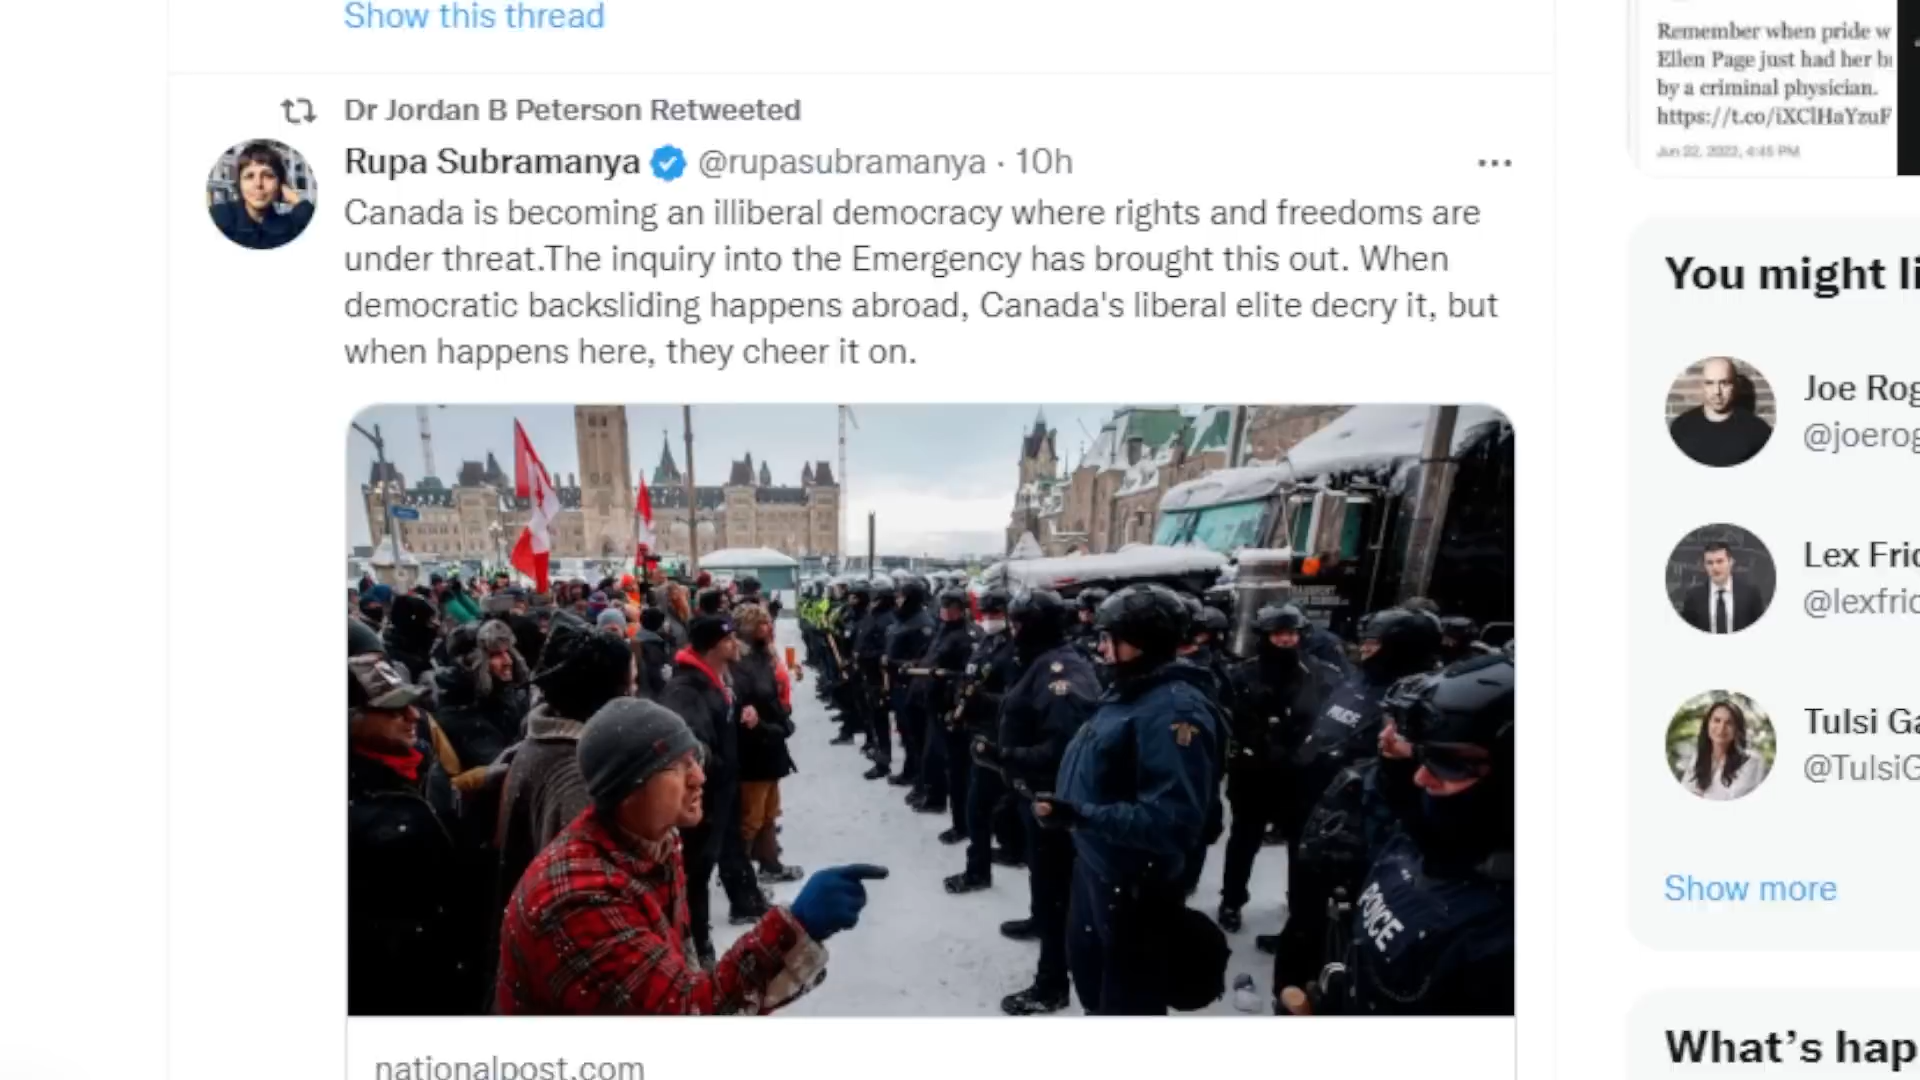 Show this thread
Dr Jordan B Peterson Retweeted
Rupa Subramanya @rupasubramanya · 10h
Canada is becoming an illiberal democracy where rights and freedoms are
under threat.The inquiry into the Emergency has brought this out. When
democratic backsliding happens abroad, Canada's liberal elite decry it, but
when happens here, they cheer it on.
POLICE
POLICE
nationalpost.com
Remember when pride w
Ellen Page just had her b
by a criminal physician.
https://t.co/iXClHaYzuF
Jun 22, 2022, 4:45 PM
You might li
Joe Rog
@joerog
Lex Frid
@lexfric
Tulsi Ga
@TulsiG
Show more
What's hap